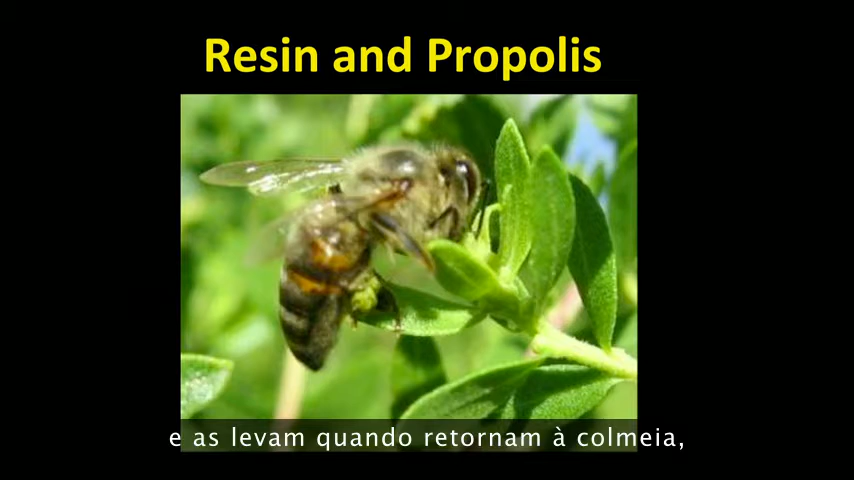 Resin and Propolis
e as levam quando retornam à colmeia,